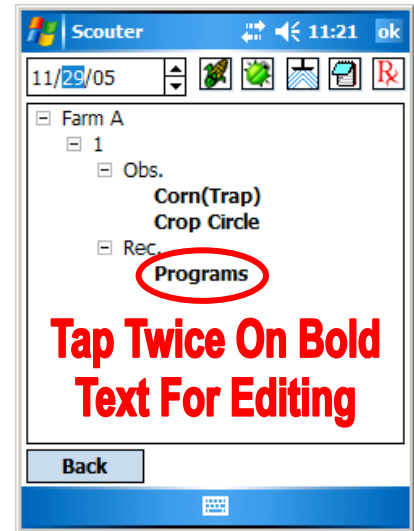 Scouter 11:21 ok
11/29/05 Rx
Farm A
1
Obs.
Corn(Trap)
Crop Circle
Rec.
Programs
Tap Twice On Bold
Text For Editing
Back